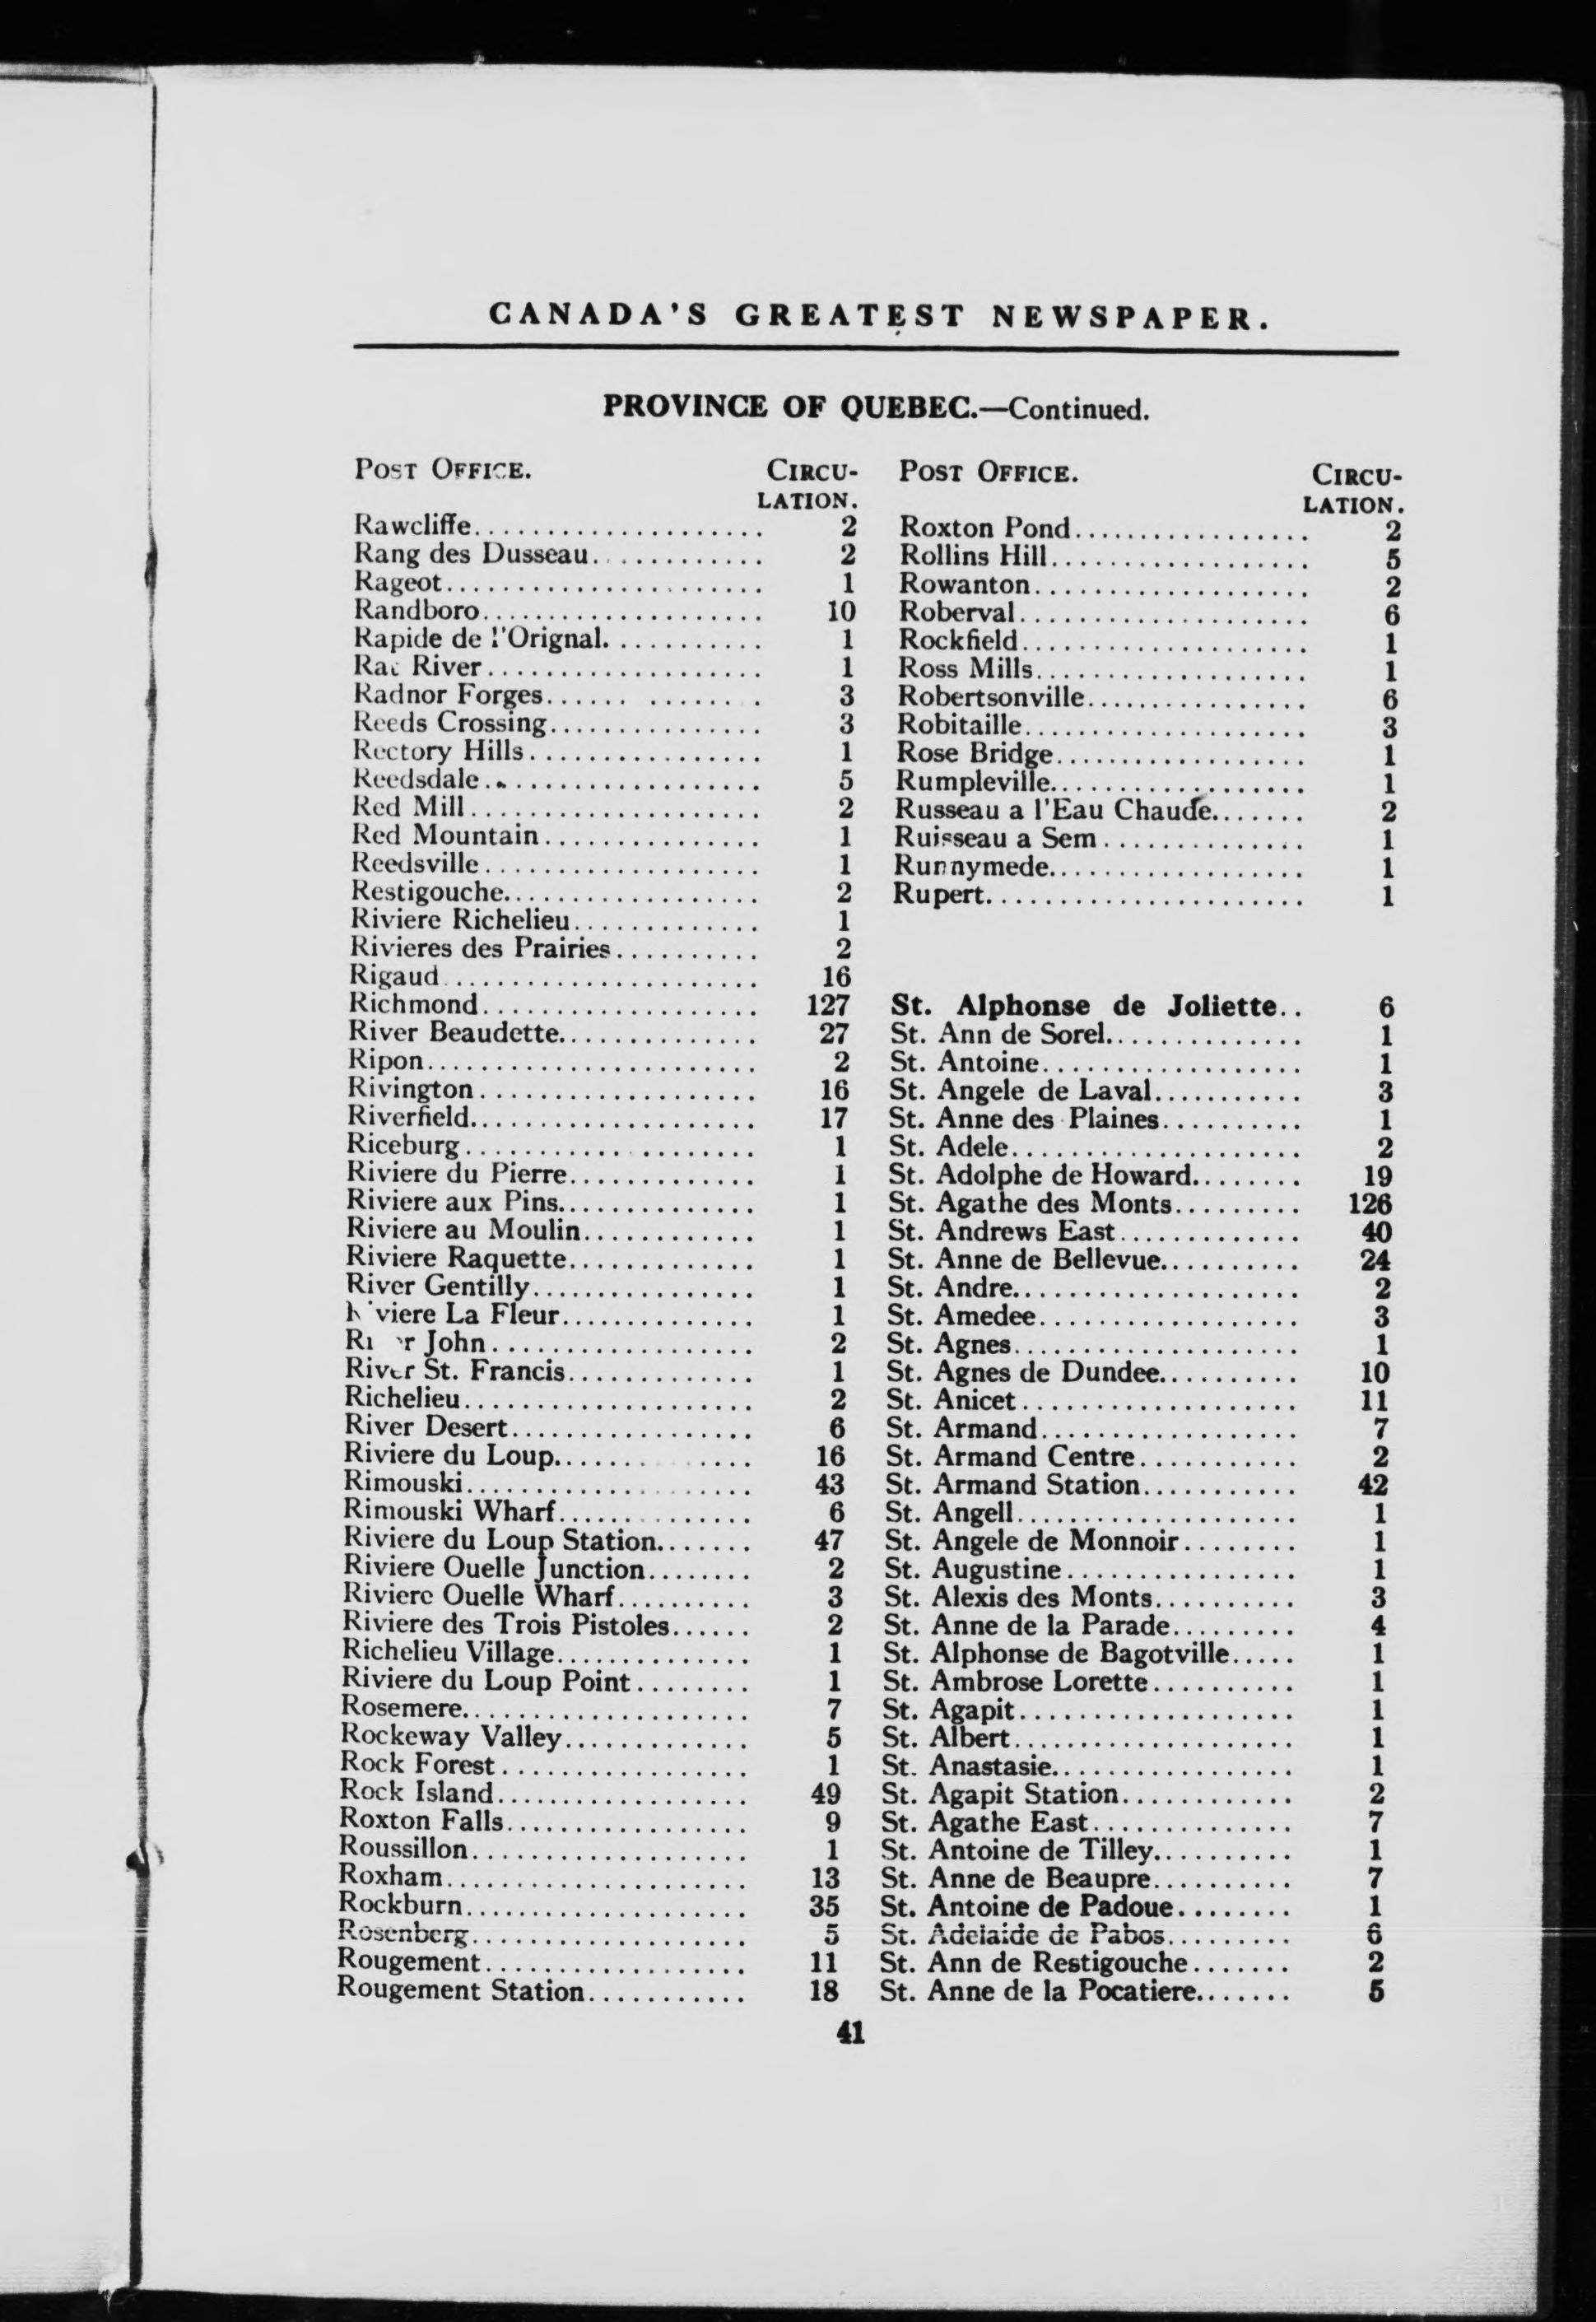 CANADA'S GREATEST NEWSPAPER.
PROVINCE OF QUEBEC.—Continued.
POST OFFICE. CIRCU-
LATION.
Rawcliffe.................... 2
Rang des Dusseau............ 2
Rageot...................... 1
Randboro................... 10
Rapide de l'Orignal........... 1
River................... 1
Radnor Forges............... 3
Reeds Crossing............... 3
Rectory Hills................ 1
Reedsdale................... 5
Red Mill.................... 2
Red Mountain............... 1
Reedsville................... 1
Restigouche.................. 2
Riviere Richelieu............. 1
Rivieres des Prairies.......... 2
Rigaud...................... 16
Richmond................... 127
River Beaudette.............. 27
Ripon....................... 2
Rivington................... 16
Riverfield.................... 17
Riceburg.................... 1
Riviere du Pierre............. 1
Riviere aux Pins.............. 1
Riviere au Moulin............ 1
Riviere Raquette............. 1
River Gentilly................ 1
Riviere La Fleur.............. 1
River John.................. 2
River St. Francis............. 1
Richelieu.................... 2
River Desert................. 6
Riviere du Loup.............. 16
Rimouski.................... 43
Rimouski Wharf.............. 6
Riviere du Loup Station....... 47
Riviere Ouelle Junction........ 2
Riviere Ouelle Wharf.......... 3
Riviere des Trois Pistoles...... 2
Richelieu Village.............. 1
Riviere du Loup Point........ 1
Rosemere.................... 7
Rockeway Valley............. 5
Rock Forest................. 1
Rock Island................. 49
Roxton Falls................. 9
Roussillon................... 1
Roxham..................... 13
Rockburn................... 35
Rosenberg................... 5
Rougement.................. 11
Rougement Station............ 18
POST OFFICE. CIRCU-
LATION.
Roxton Pond................. 2
Rollins Hill.................. 5
Rowanton................... 2
Roberval.................... 6
Rockfield.................... 1
Ross Mills................... 1
Robertsonville................ 6
Robitaille.................... 3
Rose Bridge.................. 1
Rumpleville.................. 1
Russeau a l'Eau Chaude....... 2
Ruisseau a Sem.............. 1
Runnymede.................. 1
Rupert...................... 1
St. Alphonse de Joliette.. 6
St. Ann de Sorel.............. 1
St. Antoine.................. 1
St. Angele de Laval........... 3
St. Anne des Plaines.......... 1
St. Adele.................... 2
St. Adolphe de Howard........ 19
St. Agathe des Monts......... 126
St. Andrews East............. 40
St. Anne de Bellevue.......... 24
St. Andre.................... 2
St. Amedee.................. 3
St. Agnes.................... 1
St. Agnes de Dundee.......... 10
St. Anicet................... 11
St. Armand.................. 7
St. Armand Centre........... 2
St. Armand Station........... 42
St. Angell.................... 1
St. Angele de Monnoir........ 1
St. Augustine................ 1
St. Alexis des Monts.......... 3
St. Anne de la Parade......... 4
St. Alphonse de Bagotville..... 1
St. Ambrose Lorette.......... 1
St. Agapit................... 1
St. Albert.................... 1
St. Anastasie................. 1
St. Agapit Station............ 2
St. Agathe East.............. 7
St. Antoine de Tilley.......... 1
St. Anne de Beaupre.......... 7
St. Antoine de Padoue........ 1
St. Adelaide de Pabos......... 6
St. Ann de Restigouche....... 2
St. Anne de la Pocatiere....... 5
41